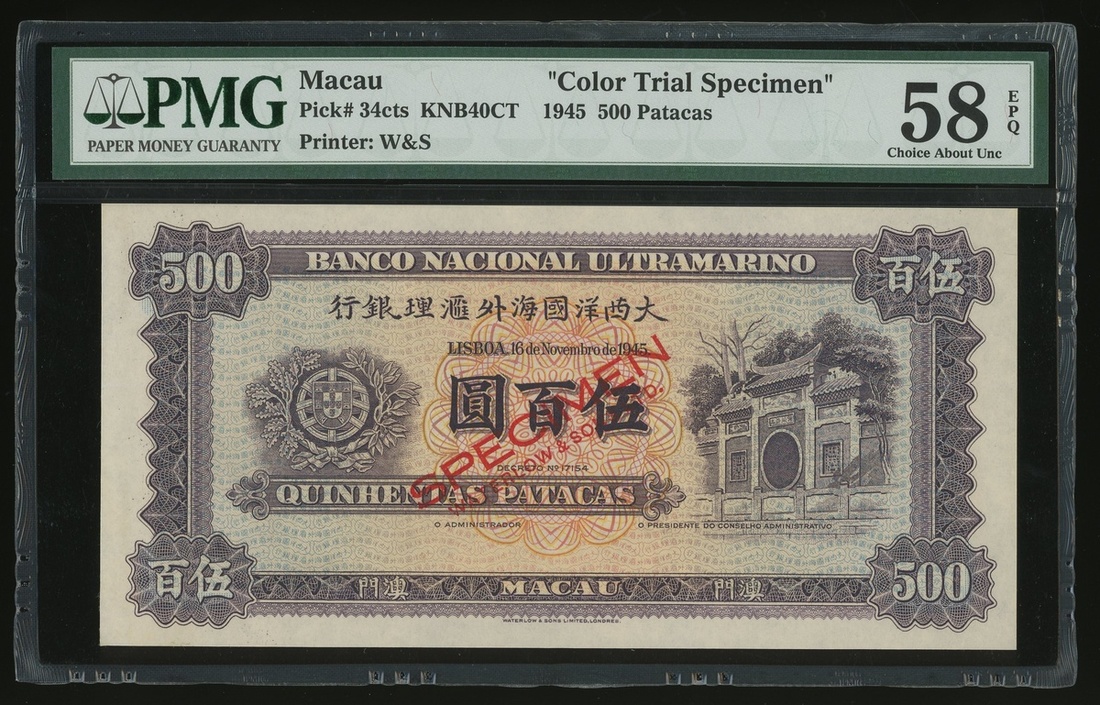 PMG
PAPER MONEY GUARANTY
Macau "Color Trial Specimen"
Pick# 34cts KNB40CT 1945 500 Patacas
Printer: W&S
58 EPQ
Choice About Unc
500
BANCO NACIONAL ULTRAMARINO
百伍
行銀理滙外海國洋西大
LISBOA, 16 de Novembro de 1945.
圓百伍
SPECIMEN
WATERLOW & SONS LTD.
DECRETO Nº 17154
QUINHENTAS PATACAS
O ADMINISTRADOR
O PRESIDENTE DO CONSELHO ADMINISTRATIVO
百伍
門澳
MACAU
門澳
500
WATERLOW & SONS LIMITED, LONDRES.